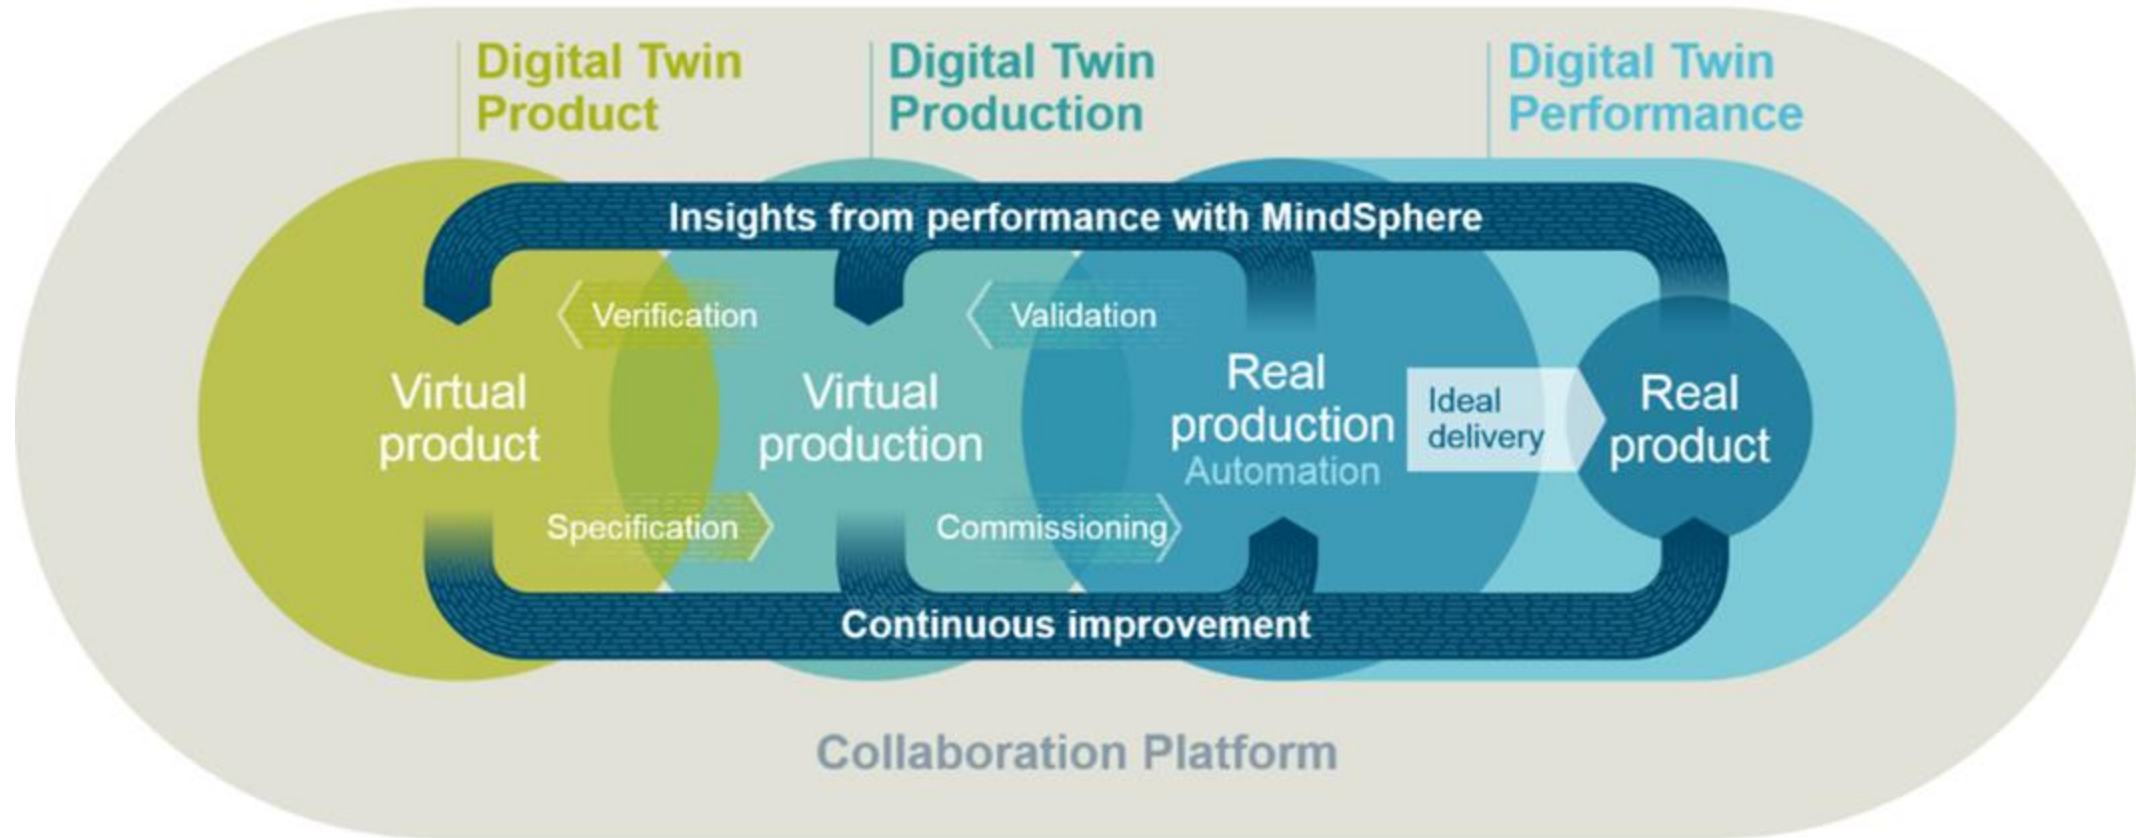 Digital Twin
Product
Digital Twin
Production
Digital Twin
Performance
Insights from performance with MindSphere
Verification
Validation
Virtual
product
Virtual
production
Real
production
Automation
Ideal
delivery
Real
product
Specification
Commissioning
Continuous improvement
Collaboration Platform